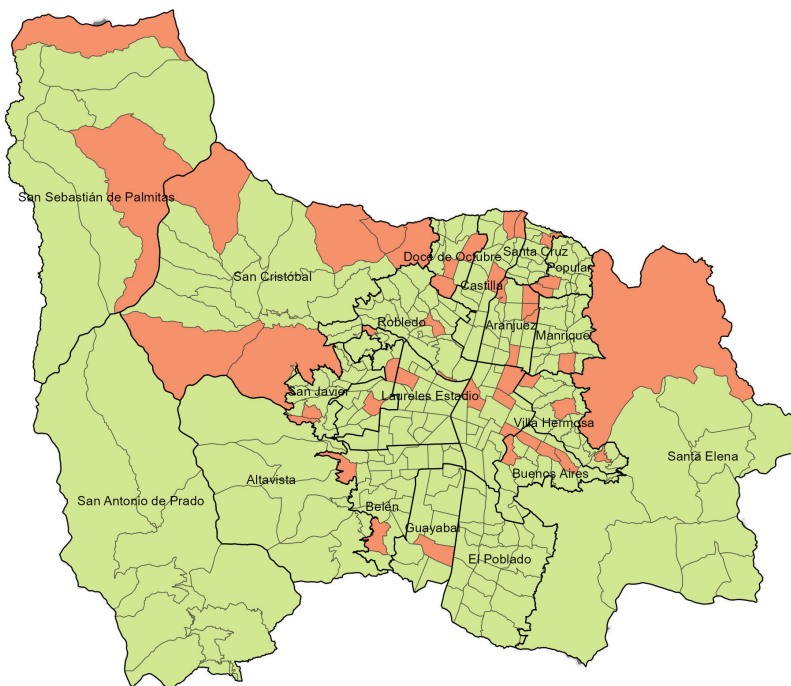 San Sebastián de Palmitas
San Cristóbal
Doce de Octubre
Santa Cruz
Popular
Castilla
Robledo
Aranjuez
Manrique
San Javier
Laureles Estadio
Villa Hermosa
Santa Elena
Buenos Aires
Altavista
San Antonio de Prado
Belén
Guayabal
El Poblado